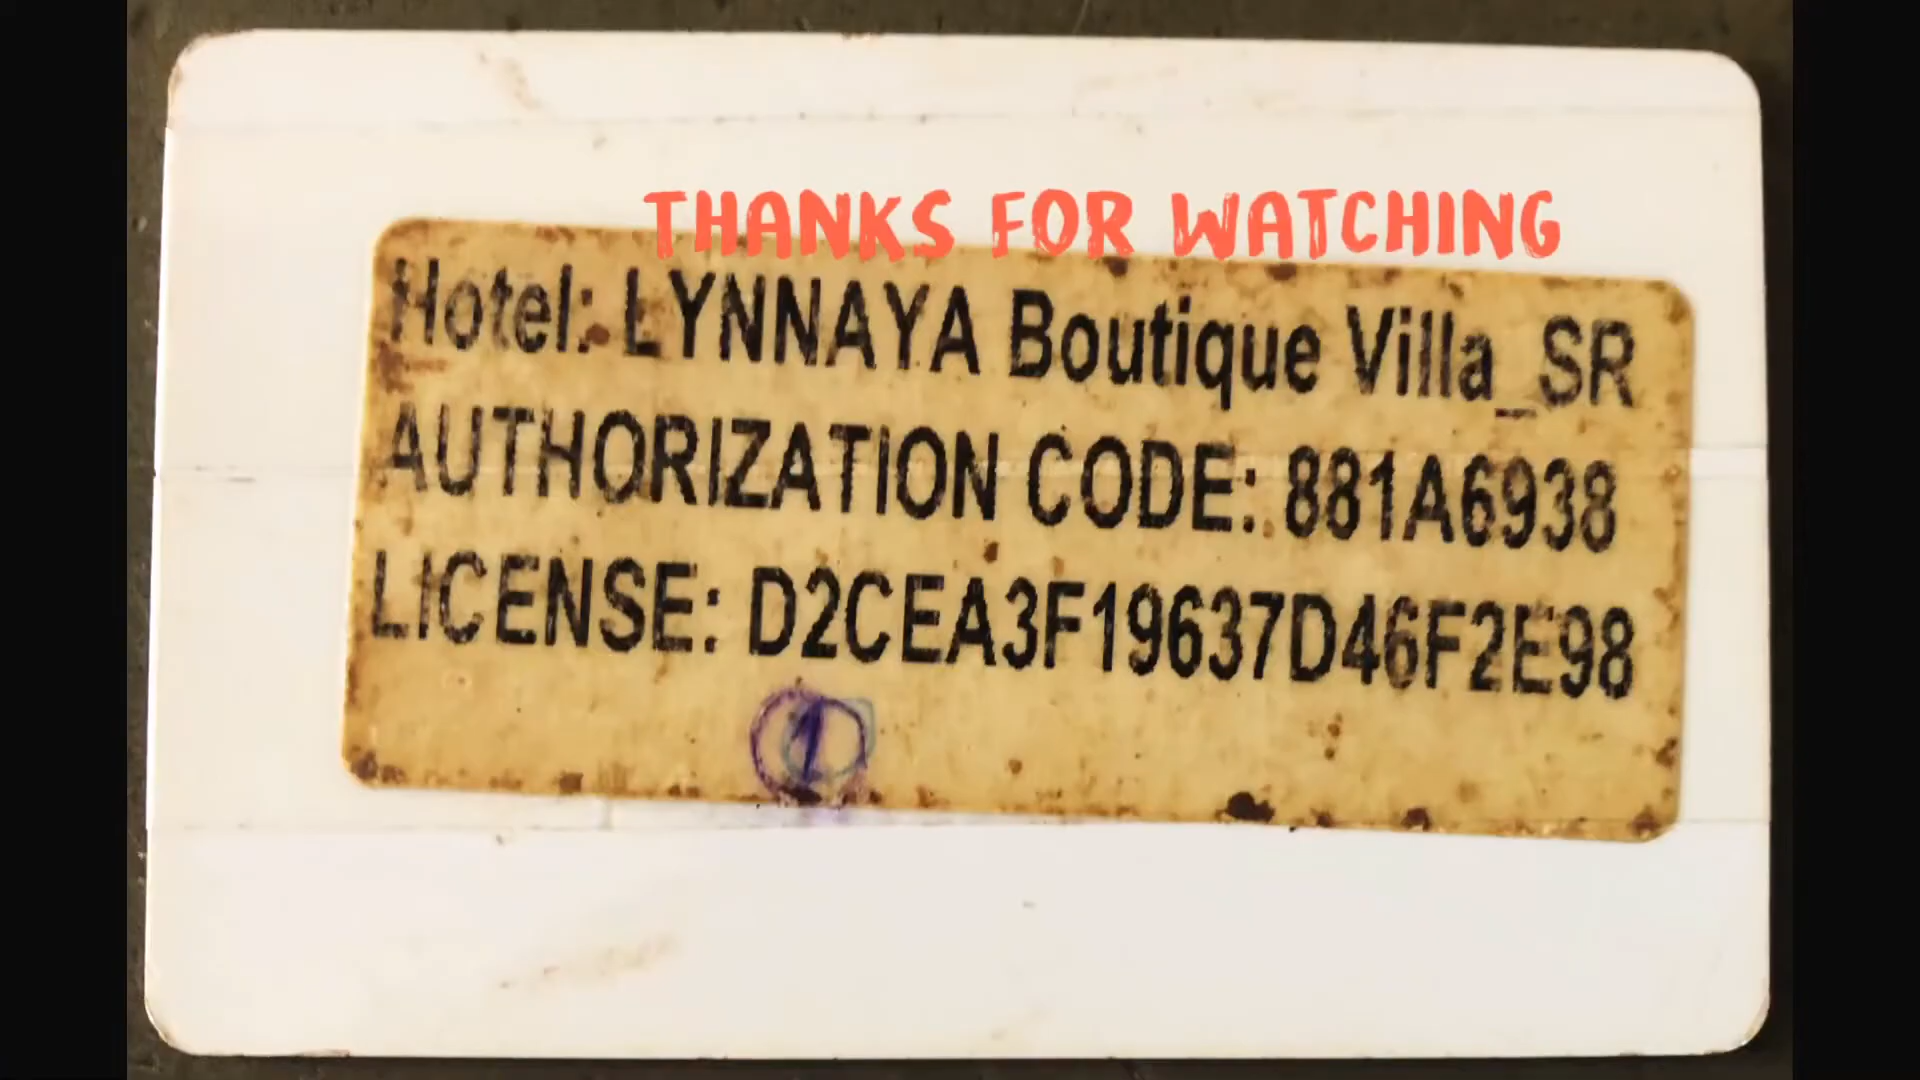 THANKS FOR WATCHING
Hotel: LYNNAYA Boutique Villa_SR
AUTHORIZATION CODE: 881A6938
LICENSE: D2CEA3F19637D46F2E98
1